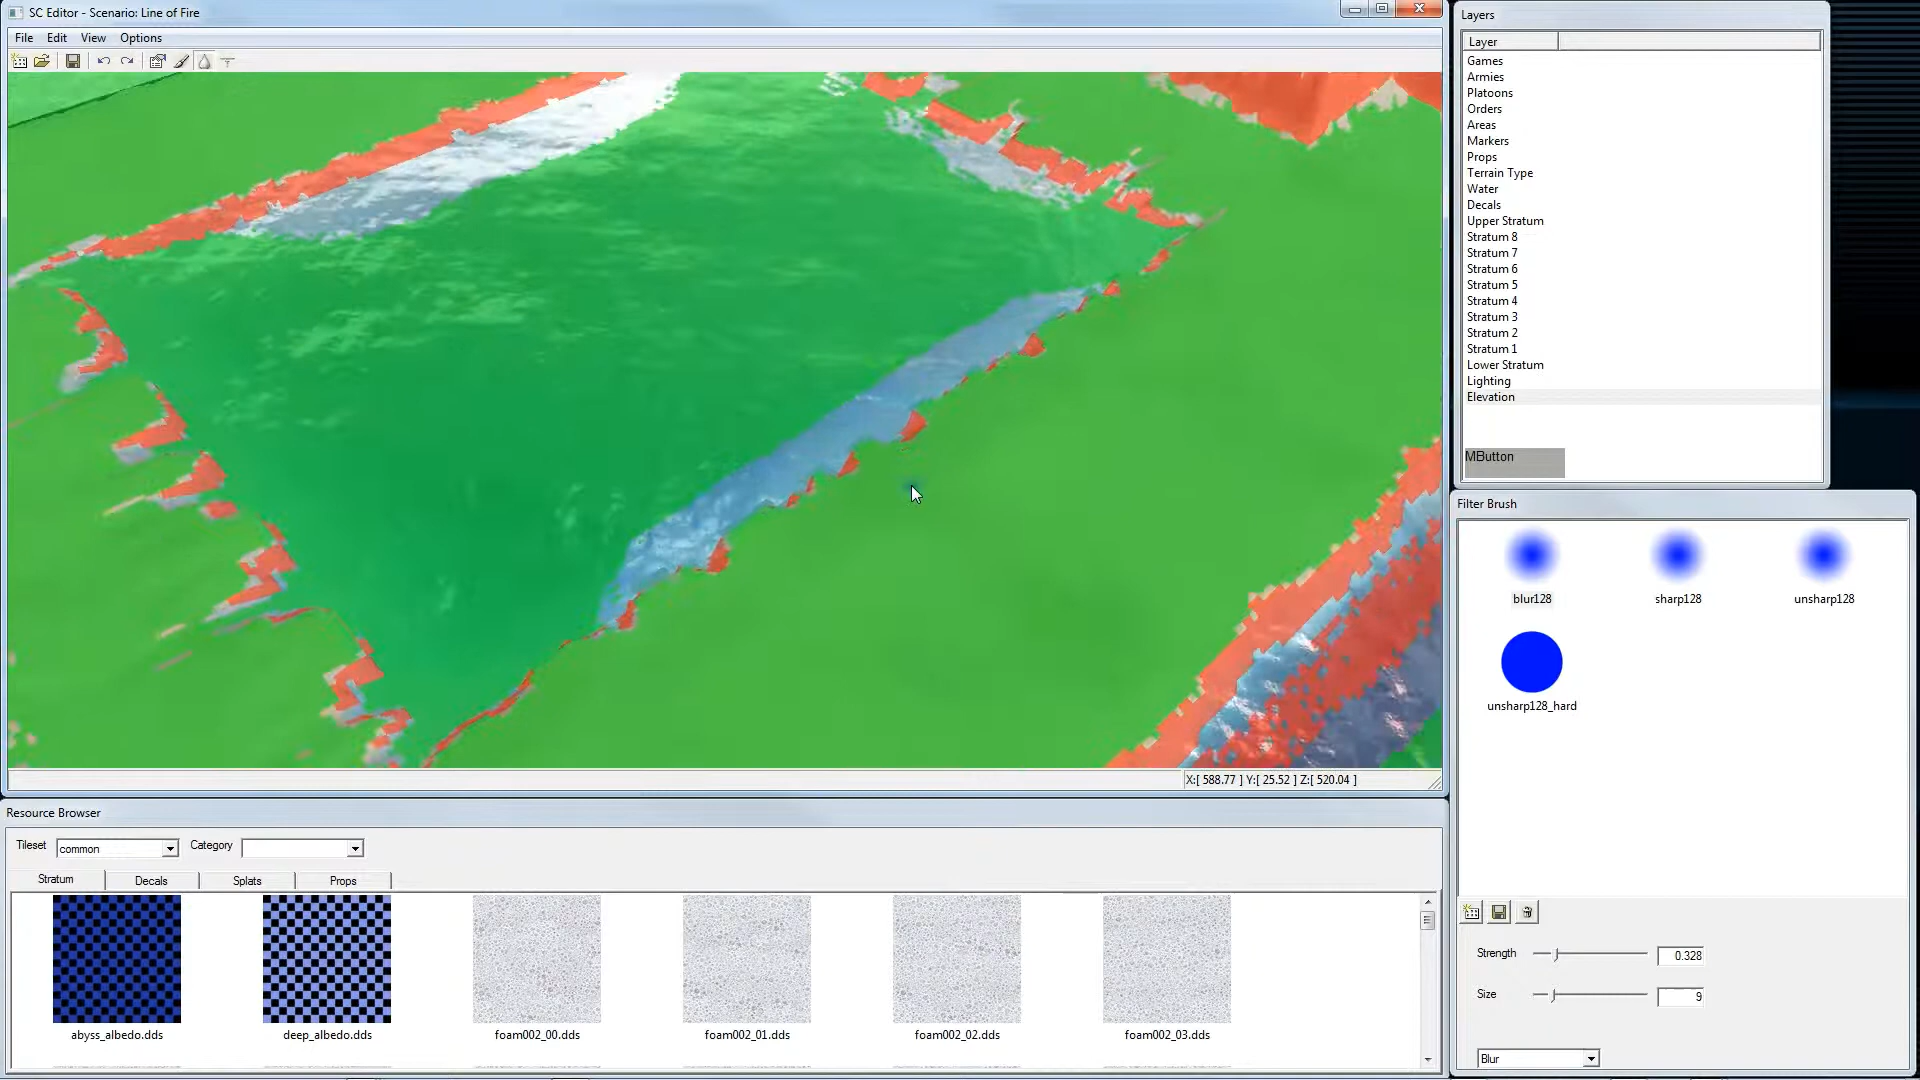 SC Editor - Scenario: Line of Fire
File Edit View Options
X:[ 588.77 ] Y:[ 25.52 ] Z:[ 520.04 ]
Layers
Layer
Games
Armies
Platoons
Orders
Areas
Markers
Props
Terrain Type
Water
Decals
Upper Stratum
Stratum 8
Stratum 7
Stratum 6
Stratum 5
Stratum 4
Stratum 3
Stratum 2
Stratum 1
Lower Stratum
Lighting
Elevation
MButton
Filter Brush
blur128 sharp128 unsharp128
unsharp128_hard
Strength 0.328
Size 9
Blur
Resource Browser
Tileset common Category
Stratum Decals Splats Props
abyss_albedo.dds deep_albedo.dds foam002_00.dds foam002_01.dds foam002_02.dds foam002_03.dds